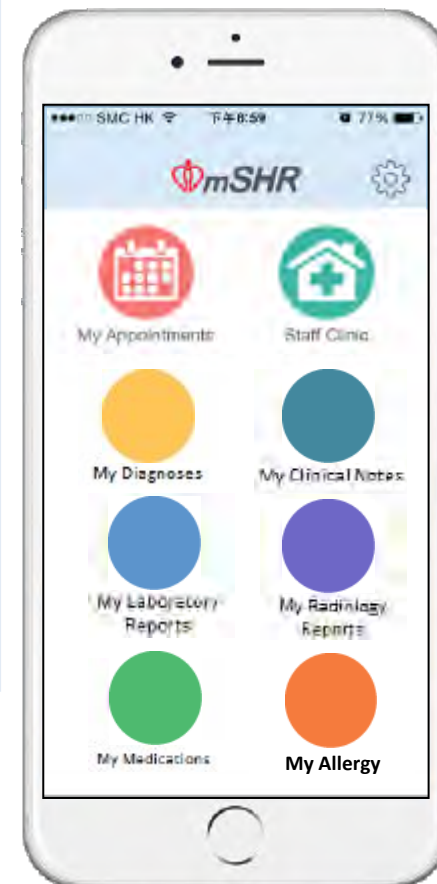 SMC HK 下午8:59 77%
mSHR
My Appointments Staff Clinic
My Diagnoses My Clinical Notes
My Laboratory My Radiology
Reports Reports
My Medications My Allergy